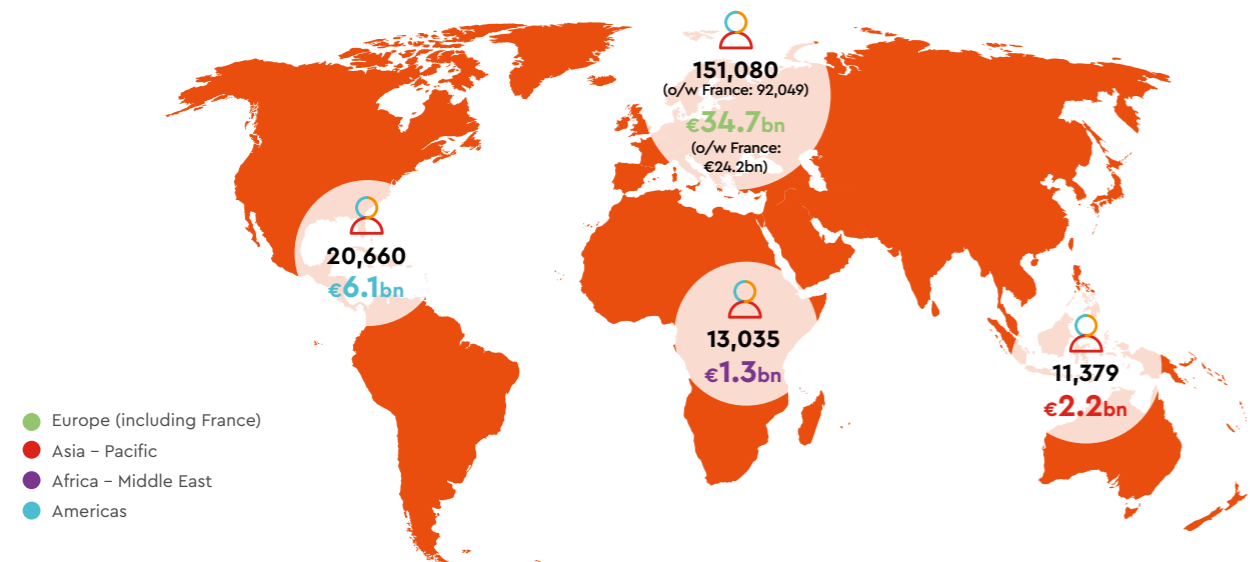 151,080
(o/w France: 92,049)
€34.7bn
(o/w France:
€24.2bn)
20,660
€6.1bn
13,035
€1.3bn
11,379
€2.2bn
Europe (including France)
Asia – Pacific
Africa – Middle East
Americas